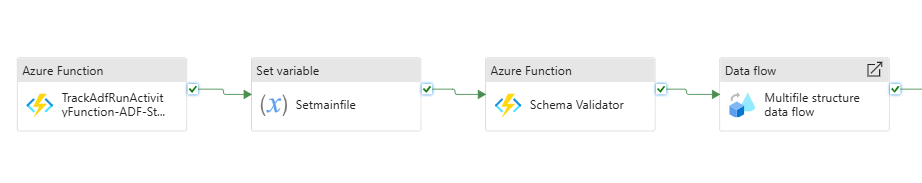 Azure Function
TrackAdfRunActivit
yFunction-ADF-St...
Set variable
(x) Setmainfile
Azure Function
Schema Validator
Data flow
Multifile structure
data flow